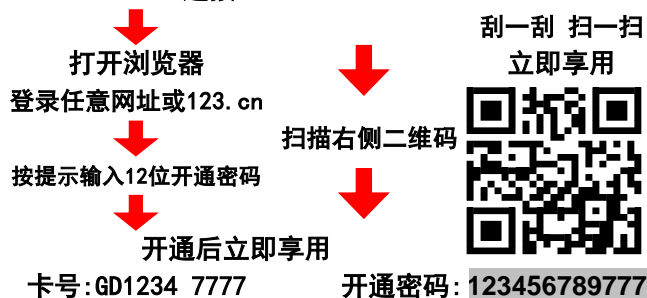 刮一刮 扫一扫
立即享用
打开浏览器
登录任意网址或123.cn
扫描右侧二维码
按提示输入12位开通密码
开通后立即享用
卡号:GD1234 7777
开通密码: 123456789777